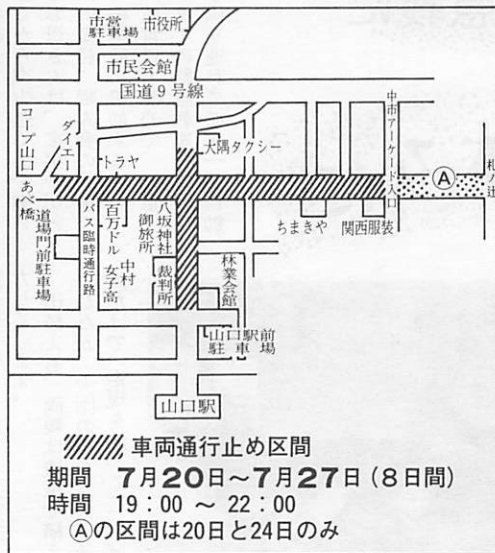 市営駐車場
市役所
市民会館
国道9号線
コープ山口
ダイエー
トラヤ
大隅タクシー
中市アーケード入口
札ノ辻
Ⓐ
あべ橋
道場門前駐車場
バス臨時通行路
百万ドル
中村女子高
八坂神社御旅所
裁判所
林業会館
ちまきや
関西服装
山口駅前駐車場
山口駅
車両通行止め区間
期間 7月20日～7月27日(8日間)
時間 19:00 ～ 22:00
Ⓐの区間は20日と24日のみ